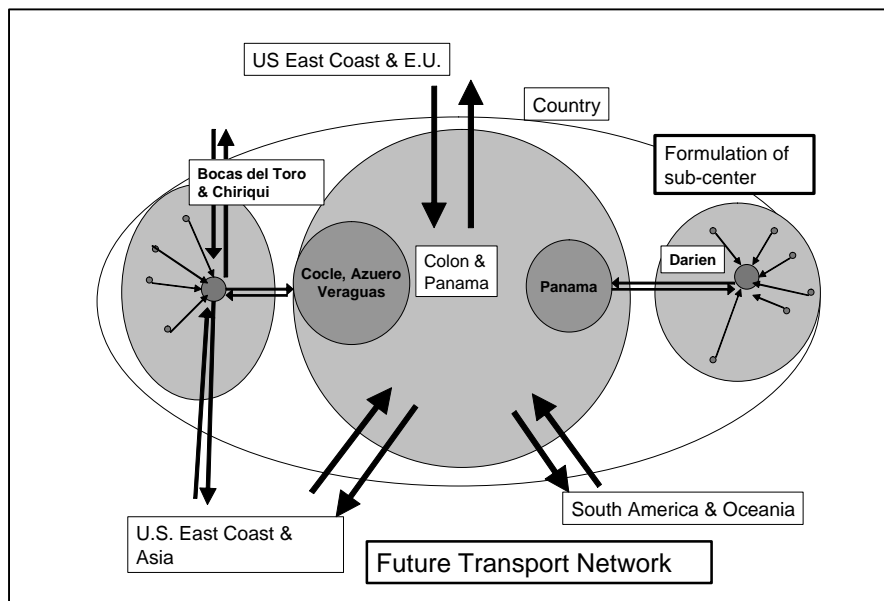 US East Coast & E.U.
Country
Formulation of
sub-center
Bocas del Toro
& Chiriqui
Cocle, Azuero
Veraguas
Colon &
Panama
Panama
Darien
South America & Oceania
U.S. East Coast &
Asia
Future Transport Network